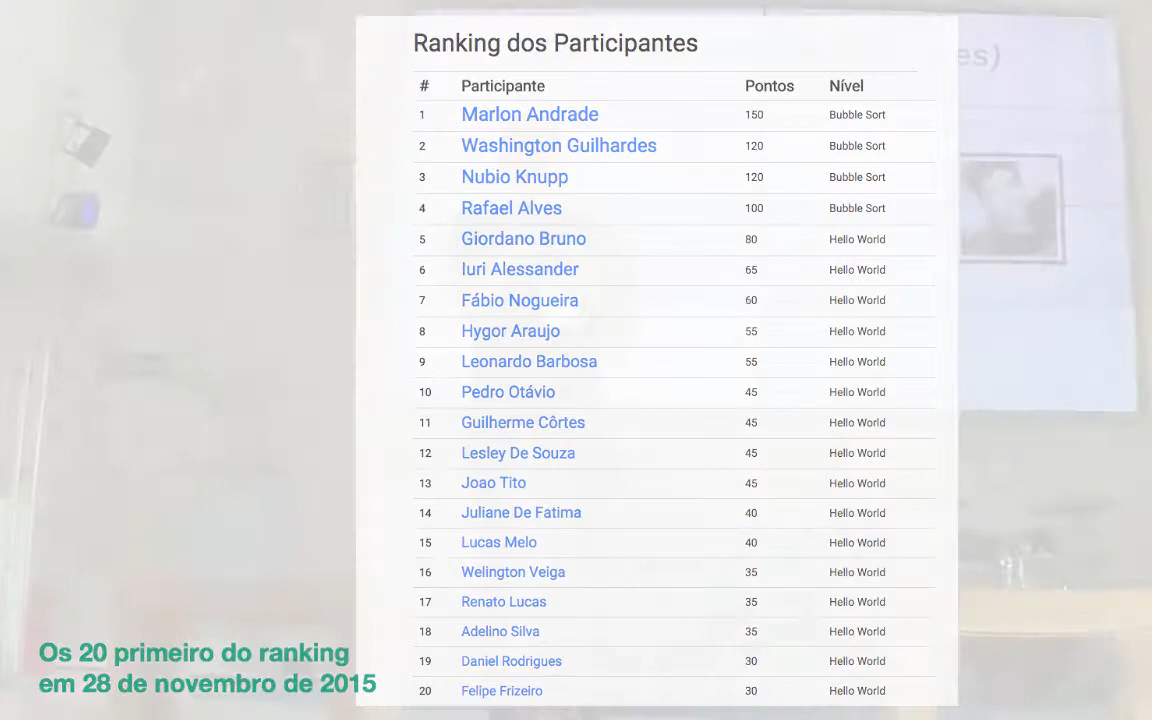 Ranking dos Participantes
# Participante Pontos Nível
1 Marlon Andrade 150 Bubble Sort
2 Washington Guilhardes 120 Bubble Sort
3 Nubio Knupp 120 Bubble Sort
4 Rafael Alves 100 Bubble Sort
5 Giordano Bruno 80 Hello World
6 Iuri Alessander 65 Hello World
7 Fábio Nogueira 60 Hello World
8 Hygor Araujo 55 Hello World
9 Leonardo Barbosa 55 Hello World
10 Pedro Otávio 45 Hello World
11 Guilherme Côrtes 45 Hello World
12 Lesley De Souza 45 Hello World
13 Joao Tito 45 Hello World
14 Juliane De Fatima 40 Hello World
15 Lucas Melo 40 Hello World
16 Welington Veiga 35 Hello World
17 Renato Lucas 35 Hello World
18 Adelino Silva 35 Hello World
19 Daniel Rodrigues 30 Hello World
20 Felipe Frizeiro 30 Hello World
Os 20 primeiro do ranking
em 28 de novembro de 2015